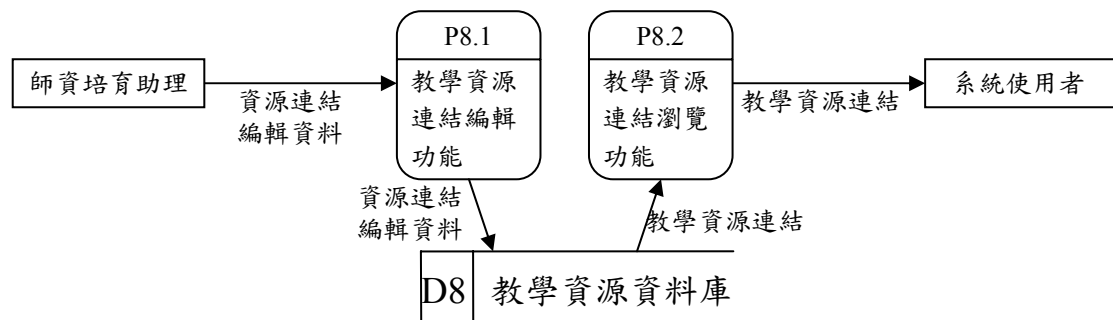 師資培育助理
資源連結
編輯資料
P8.1
教學資源
連結編輯
功能
P8.2
教學資源
連結瀏覽
功能
教學資源連結
系統使用者
資源連結
編輯資料
教學資源連結
D8 教學資源資料庫